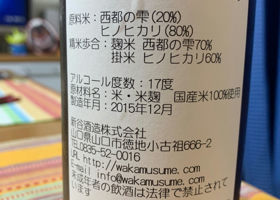 原料米：西都の雫(20%)
ヒノヒカリ(80%)
精米歩合：麹米 西都の雫70%
掛米 ヒノヒカリ60%
アルコール度数：17度
原材料名：米・米麹 国産米100%使用
製造年月：2015年12月
新谷酒造株式会社
山口県山口市徳地小古祖666-2
TEL0835-52-0016
URL http://wakamusume.com
E-mail info@wakamusume.com
未成年者の飲酒は法律で禁止されて
います